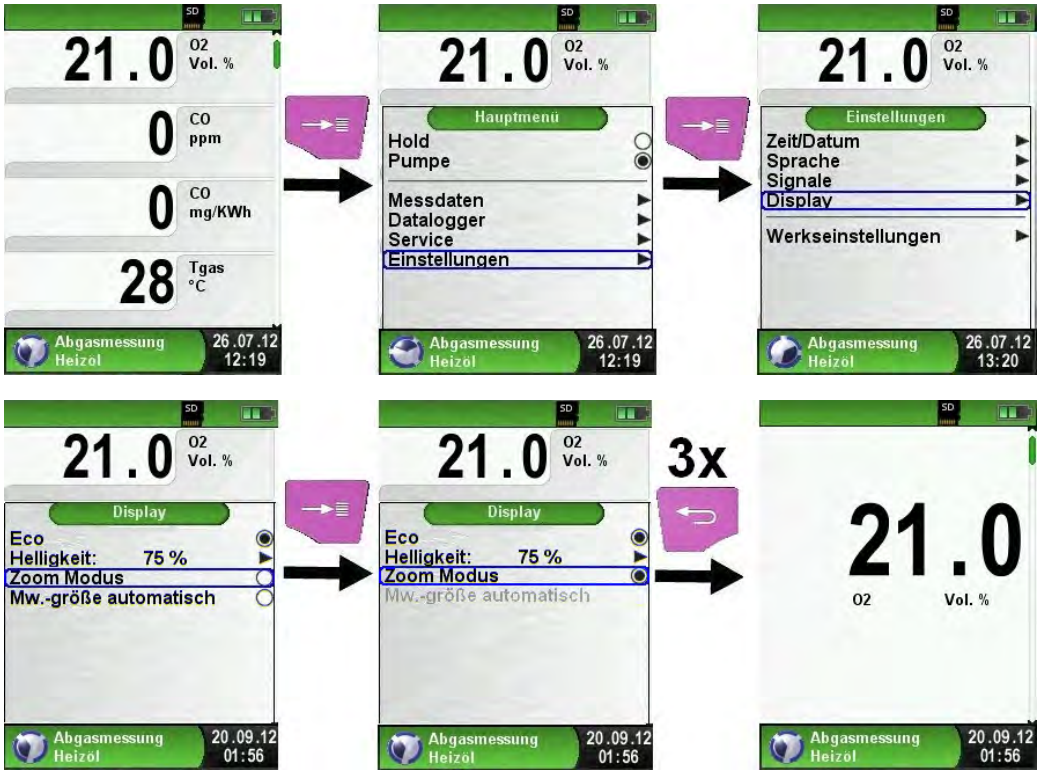 SD
21.0 O2
Vol. %
0 CO
ppm
0 CO
mg/KWh
28 Tgas
°C
Abgasmessung 26.07.12
Heizöl 12:19
SD
21.0 O2
Vol. %
Hauptmenü
Hold
Pumpe
Messdaten
Datalogger
Service
Einstellungen
Abgasmessung 26.07.12
Heizöl 12:19
SD
21.0 O2
Vol. %
Einstellungen
Zeit/Datum
Sprache
Signale
Display
Werkseinstellungen
Abgasmessung 26.07.12
Heizöl 13:20
SD
21.0 O2
Vol. %
Display
Eco
Helligkeit: 75 %
Zoom Modus
Mw.-größe automatisch
Abgasmessung 20.09.12
Heizöl 01:56
SD
21.0 O2
Vol. %
Display
Eco
Helligkeit: 75 %
Zoom Modus
Mw.-größe automatisch
Abgasmessung 20.09.12
Heizöl 01:56
3x
SD
21.0
O2 Vol. %
Abgasmessung 20.09.12
Heizöl 01:56